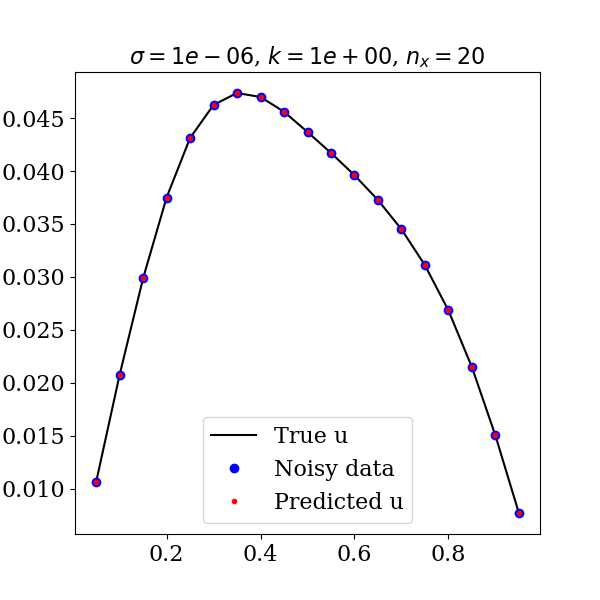 σ = 1e − 06, k = 1e + 00, nₓ = 20
0.045
0.040
0.035
0.030
0.025
0.020
0.015
0.010
True u
Noisy data
Predicted u
0.2 0.4 0.6 0.8